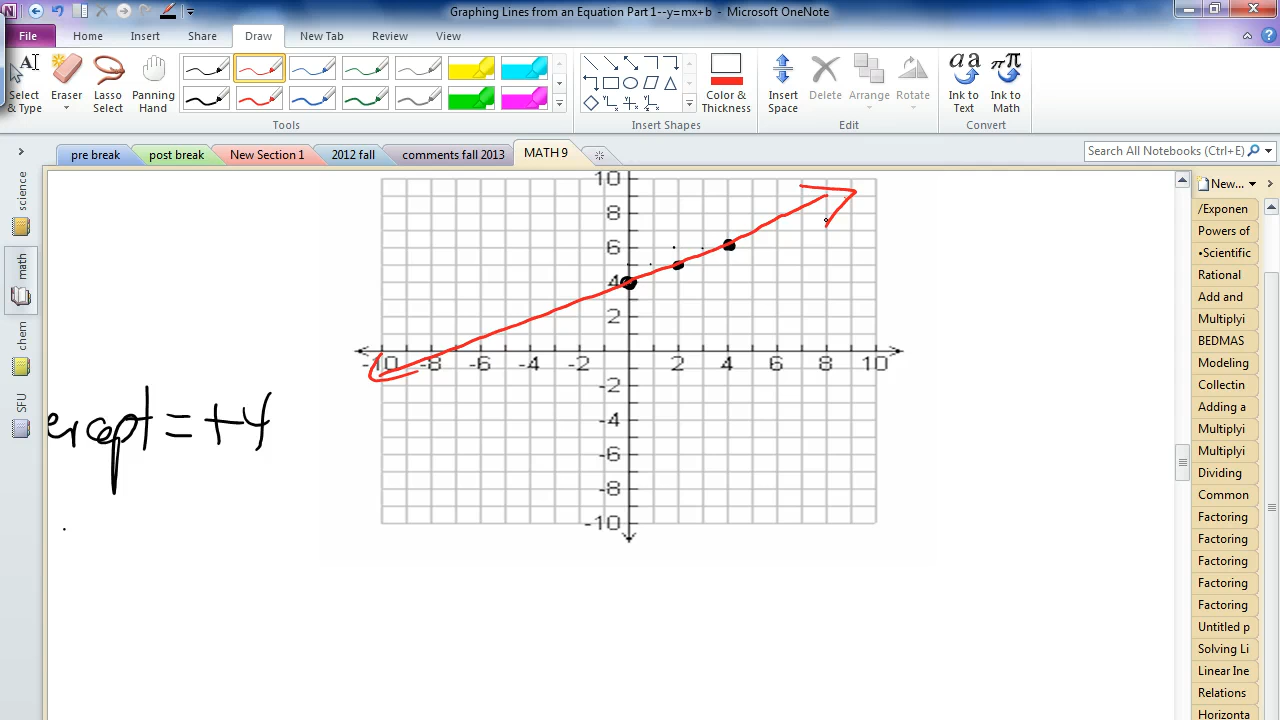 Graphing Lines from an Equation Part 1--y=mx+b - Microsoft OneNote
File Home Insert Share Draw New Tab Review View
Select & Type
Eraser
Lasso Select
Panning Hand
Color & Thickness
Insert Space
Delete
Arrange
Rotate
Ink to Text
Ink to Math
Tools Insert Shapes Edit Convert
pre break post break New Section 1 2012 fall comments fall 2013 MATH 9
Search All Notebooks (Ctrl+E)
science
math
chem
SFU
10
8
6
4
2
-10 -8 -6 -4 -2 2 4 6 8 10
-2
-4
-6
-8
-10
ercept = +4
New...
/Exponen
Powers of
•Scientific
Rational
Add and
Multiplyi
BEDMAS
Modeling
Collectin
Adding a
Multiplyi
Multiplyi
Dividing
Common
Factoring
Factoring
Factoring
Factoring
Factoring
Untitled p
Solving Li
Linear Ine
Relations
Horizonta